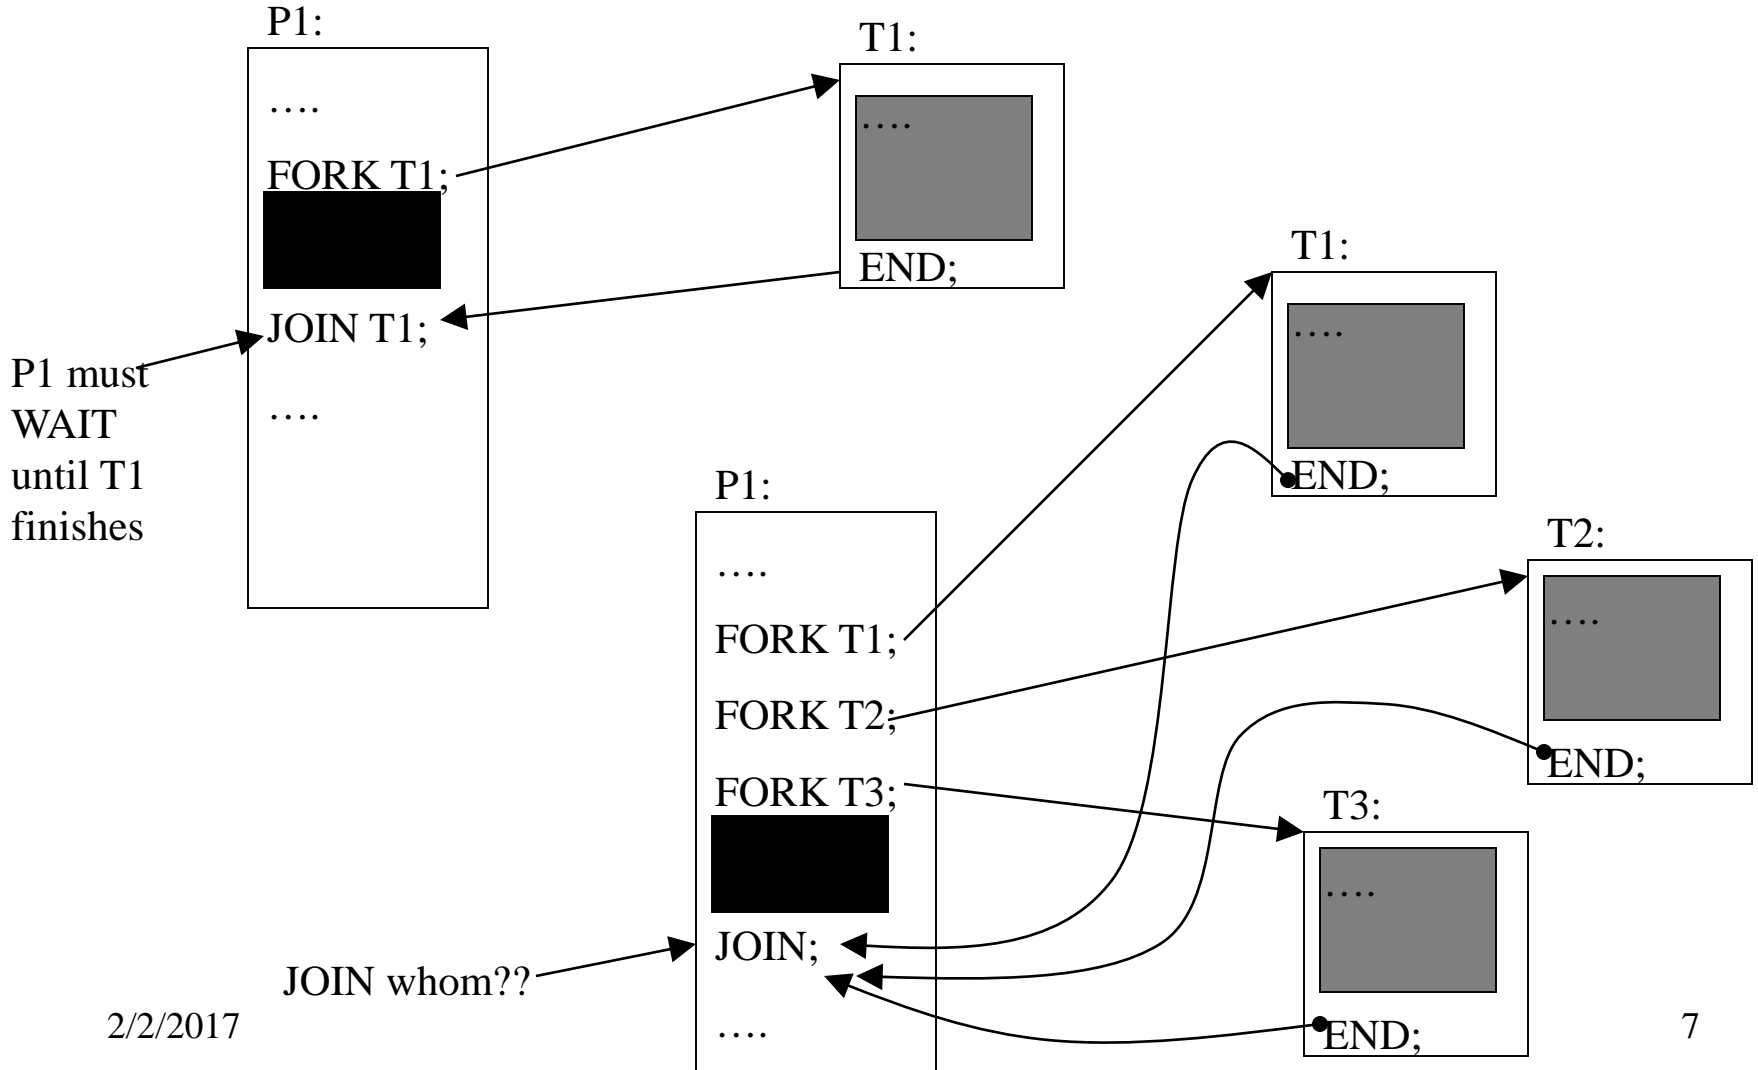 P1:
….
FORK T1;
JOIN T1;
….
P1 must
WAIT
until T1
finishes
T1:
….
END;
P1:
….
FORK T1;
FORK T2;
FORK T3;
JOIN;
….
JOIN whom??
T1:
….
END;
T2:
….
END;
T3:
….
END;
2/2/2017
7